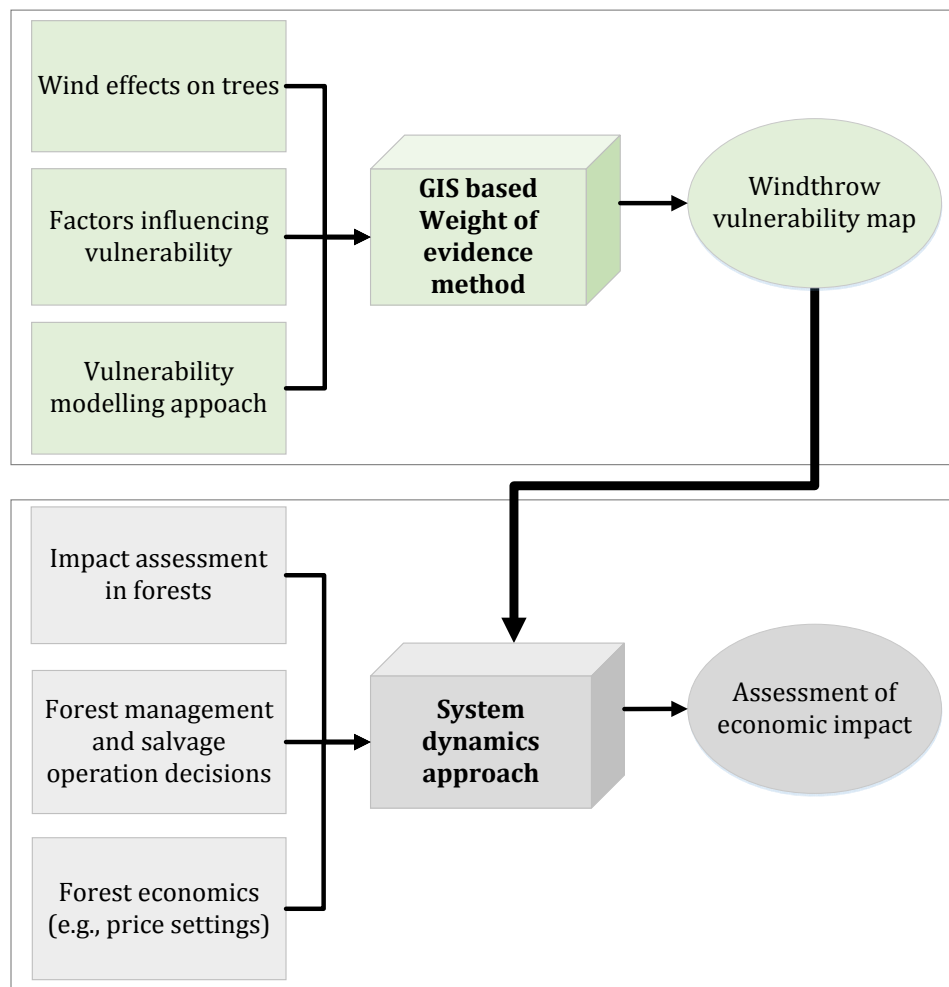 Wind effects on trees
Factors influencing
vulnerability
Vulnerability
modelling appoach
GIS based
Weight of
evidence
method
Windthrow
vulnerability map
Impact assessment
in forests
Forest management
and salvage
operation decisions
Forest economics
(e.g., price settings)
System
dynamics
approach
Assessment of
economic impact